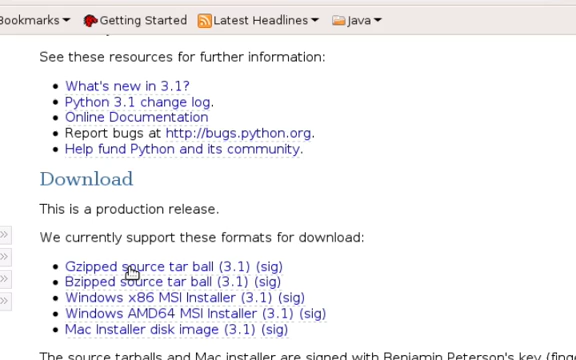 Bookmarks Getting Started Latest Headlines Java
See these resources for further information:
What's new in 3.1?
Python 3.1 change log.
Online Documentation
Report bugs at http://bugs.python.org.
Help fund Python and its community.
Download
This is a production release.
We currently support these formats for download:
Gzipped source tar ball (3.1) (sig)
Bzipped source tar ball (3.1) (sig)
Windows x86 MSI Installer (3.1) (sig)
Windows AMD64 MSI Installer (3.1) (sig)
Mac Installer disk image (3.1) (sig)
The source tarballs and Mac installer are signed with Benjamin Peterson's key (fing